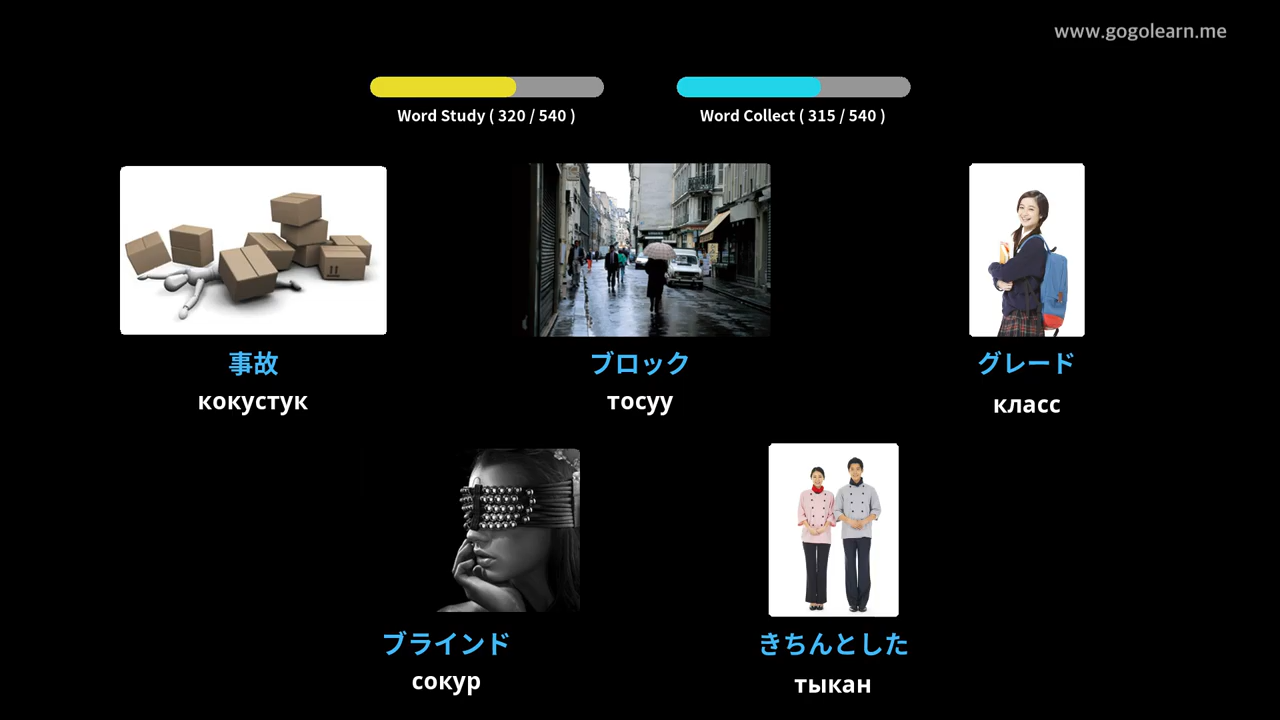 www.gogolearn.me
Word Study ( 320 / 540 )
Word Collect ( 315 / 540 )
事故
кокустук
ブロック
тосуу
グレード
класс
ブラインド
сокур
きちんとした
тыкан